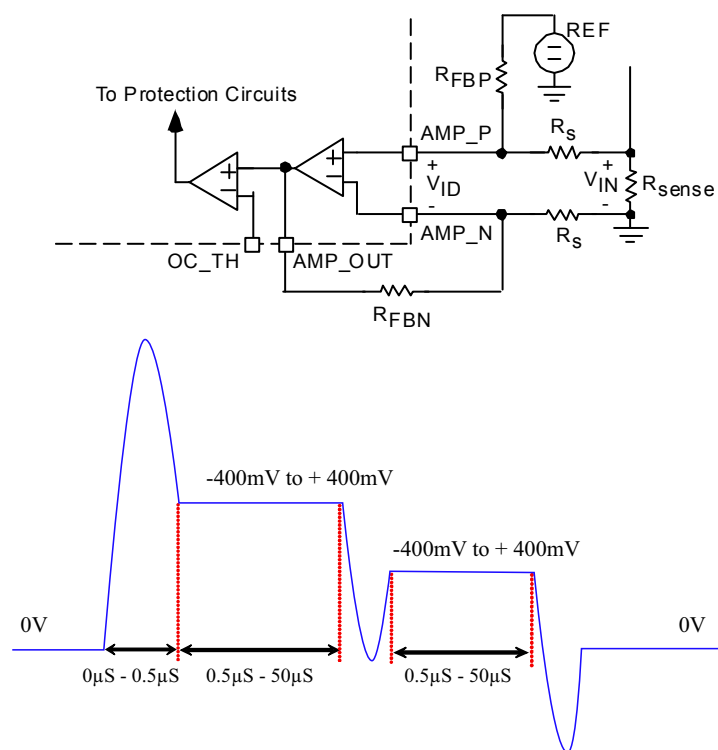 REF
RFBP
To Protection Circuits
AMP_P
Rs
+
VID
-
+
VIN
-
Rsense
AMP_N
Rs
OC_TH
AMP_OUT
RFBN
-400mV to + 400mV
-400mV to + 400mV
0V
0V
0µS - 0.5µS
0.5µS - 50µS
0.5µS - 50µS